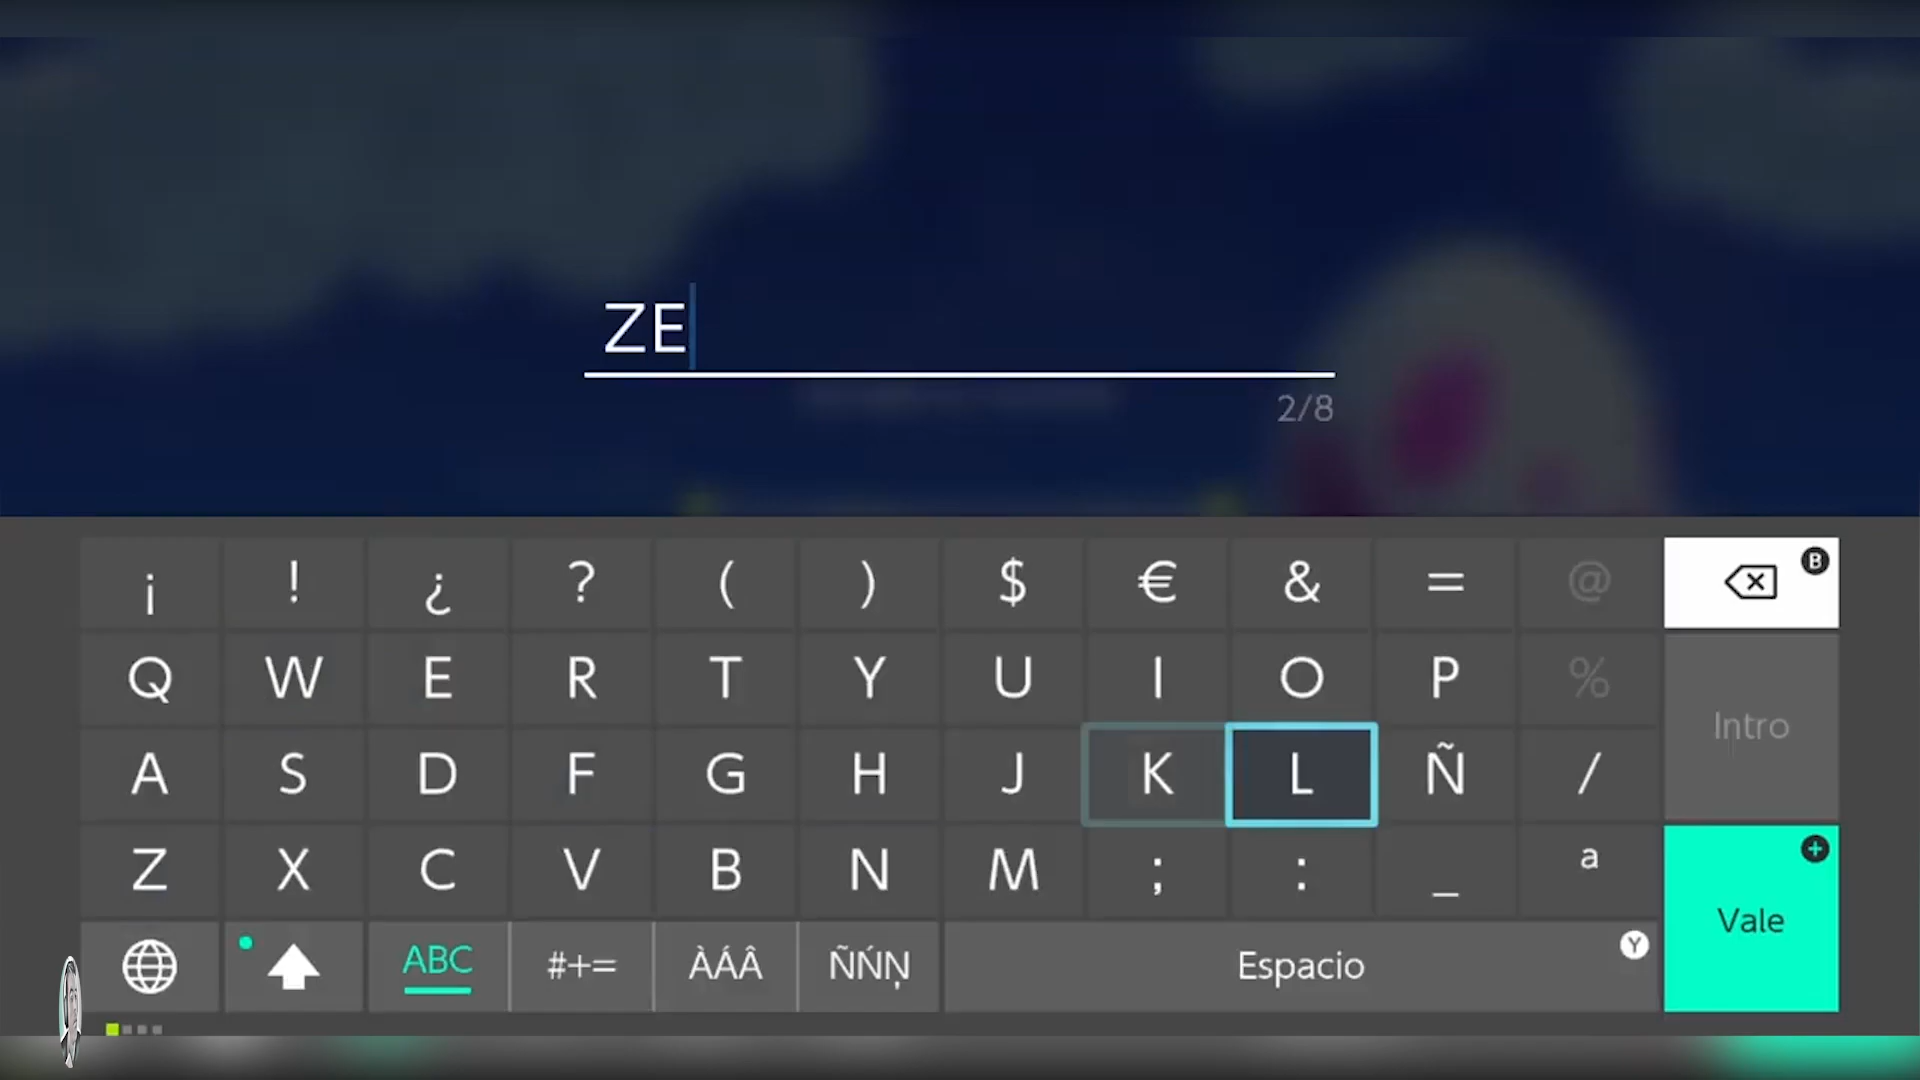 ZE
2/8
¡ ! ¿ ? ( ) $ € & = @ B
Q W E R T Y U I O P % Intro
A S D F G H J K L Ñ /
Z X C V B N M ; : _ ª + Vale
ABC #+= ÀÁÂ ÑŃŅ Espacio Y